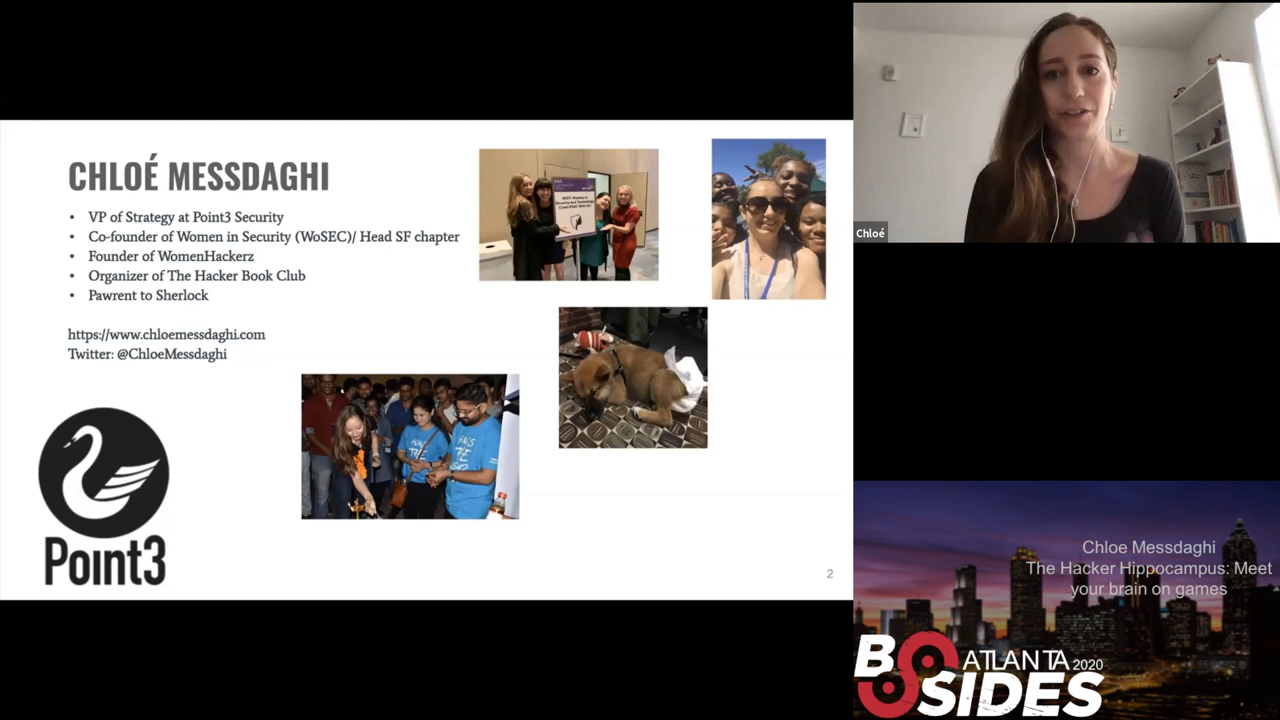 CHLOÉ MESSDAGHI
• VP of Strategy at Point3 Security
• Co-founder of Women in Security (WoSEC)/ Head SF chapter
• Founder of WomenHackerz
• Organizer of The Hacker Book Club
• Pawrent to Sherlock
https://www.chloemessdaghi.com
Twitter: @ChloeMessdaghi
Point3
2
Chloé
Chloe Messdaghi
The Hacker Hippocampus: Meet
your brain on games
BSIDES
ATLANTA 2020